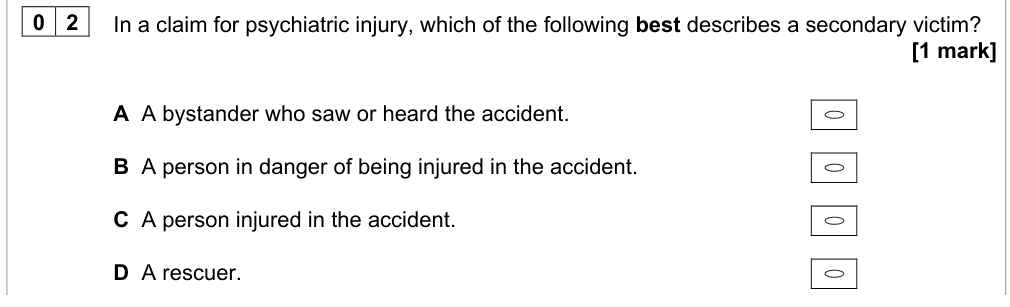 0 2 In a claim for psychiatric injury, which of the following best describes a secondary victim?
[1 mark]
A A bystander who saw or heard the accident.
B A person in danger of being injured in the accident.
C A person injured in the accident.
D A rescuer.